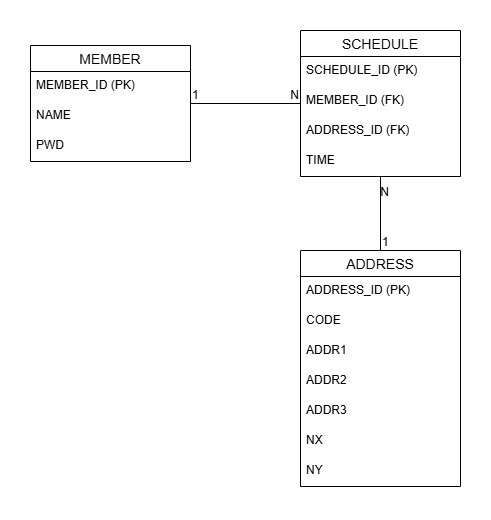 MEMBER
MEMBER_ID (PK)
NAME
PWD
1
N
SCHEDULE
SCHEDULE_ID (PK)
MEMBER_ID (FK)
ADDRESS_ID (FK)
TIME
N
1
ADDRESS
ADDRESS_ID (PK)
CODE
ADDR1
ADDR2
ADDR3
NX
NY